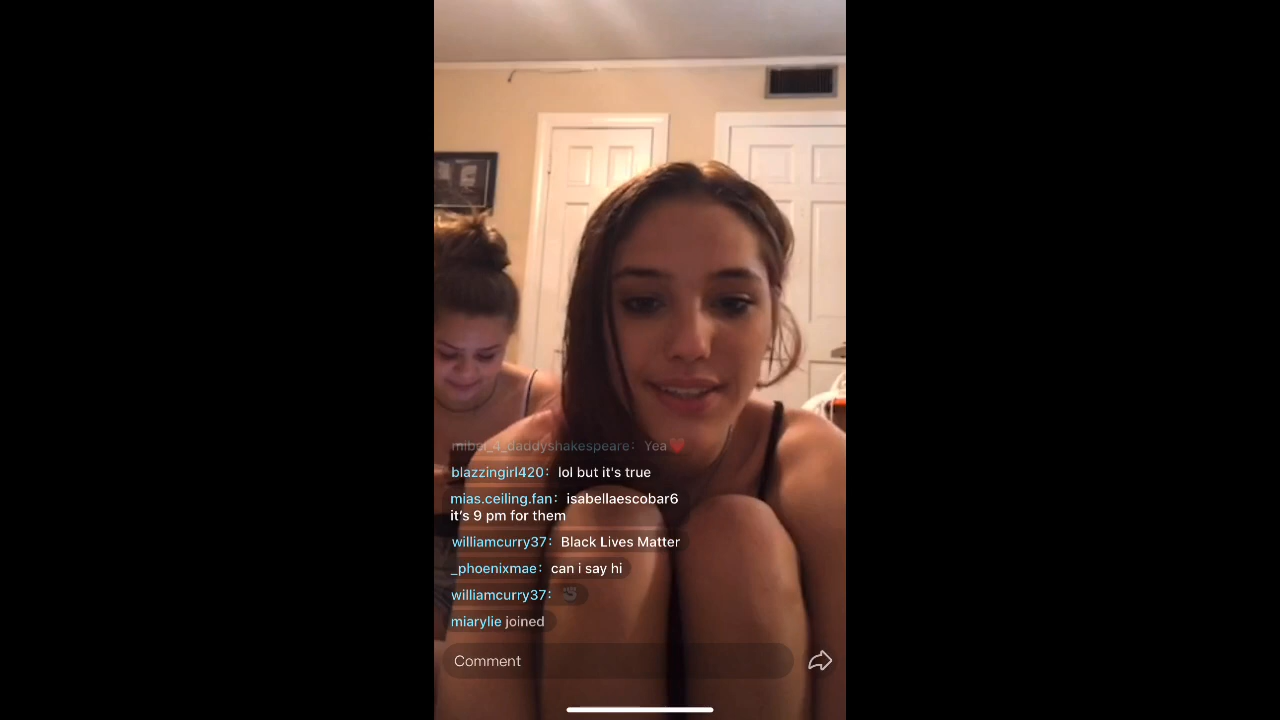 mibsl_4_daddyshakespeare: Yea❤️
blazzingirl420: lol but it's true
mias.ceiling.fan: isabellaescobar6
it's 9 pm for them
williamcurry37: Black Lives Matter
_phoenixmae: can i say hi
williamcurry37: ✊🏿
miarylie joined
Comment